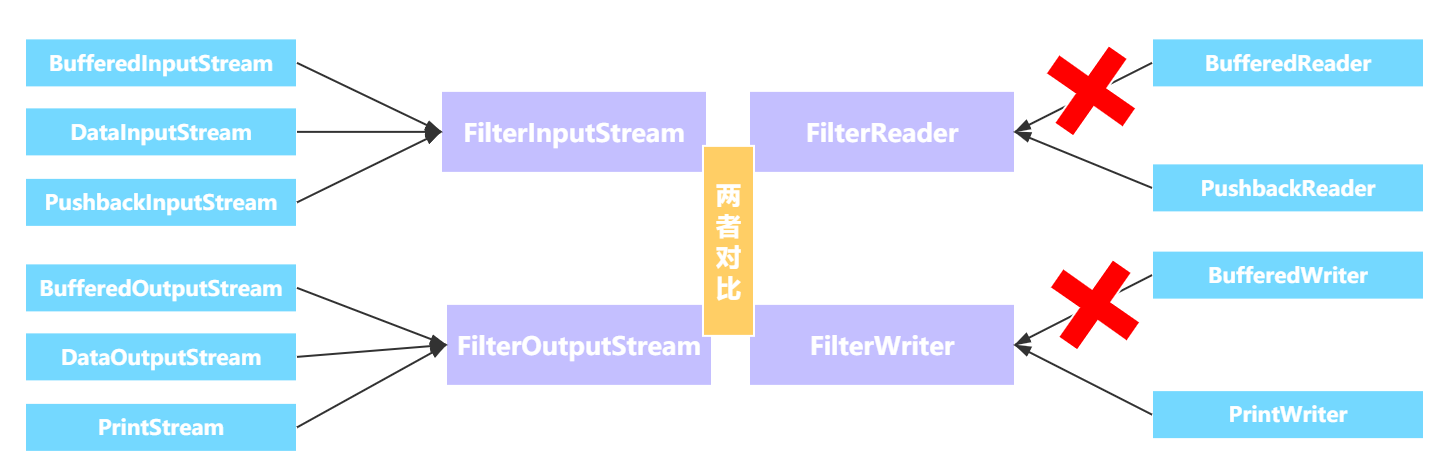 BufferedInputStream
DataInputStream
PushbackInputStream
FilterInputStream
BufferedOutputStream
DataOutputStream
PrintStream
FilterOutputStream
两
者
对
比
FilterReader
BufferedReader
PushbackReader
FilterWriter
BufferedWriter
PrintWriter